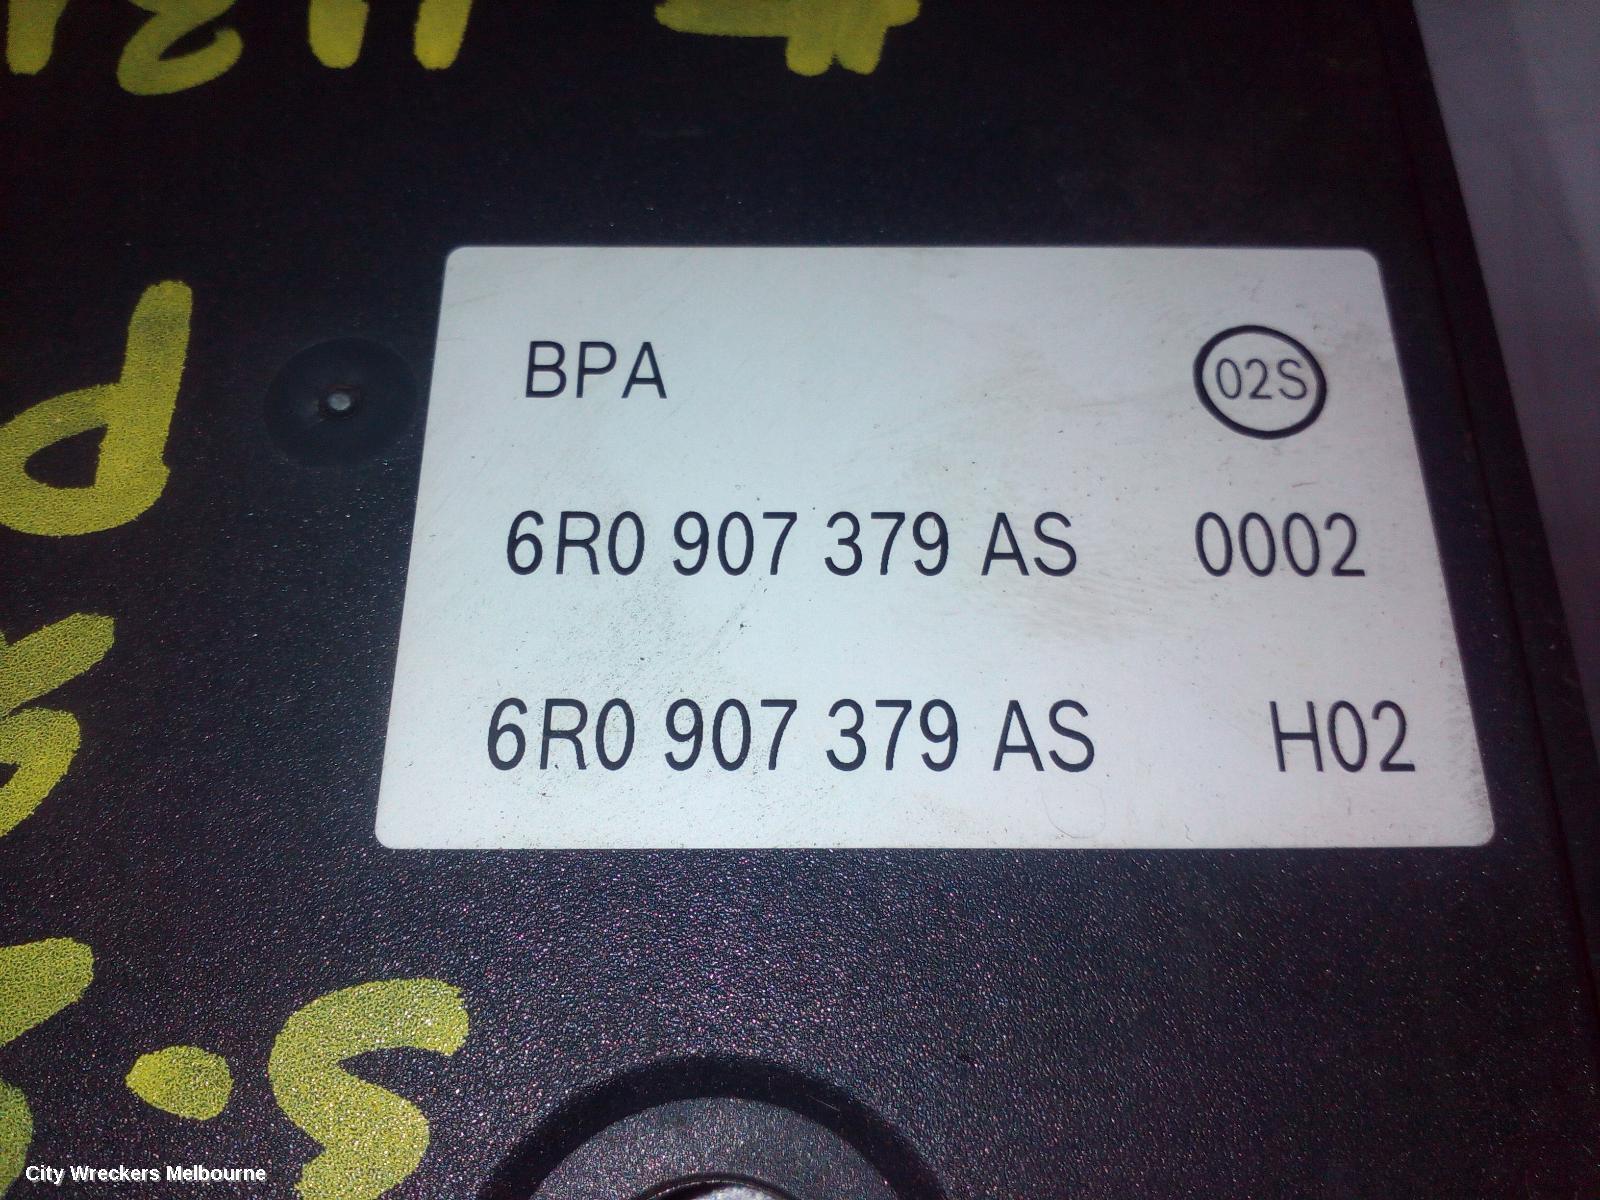 BPA 02S
6R0 907 379 AS 0002
6R0 907 379 AS H02
City Wreckers Melbourne